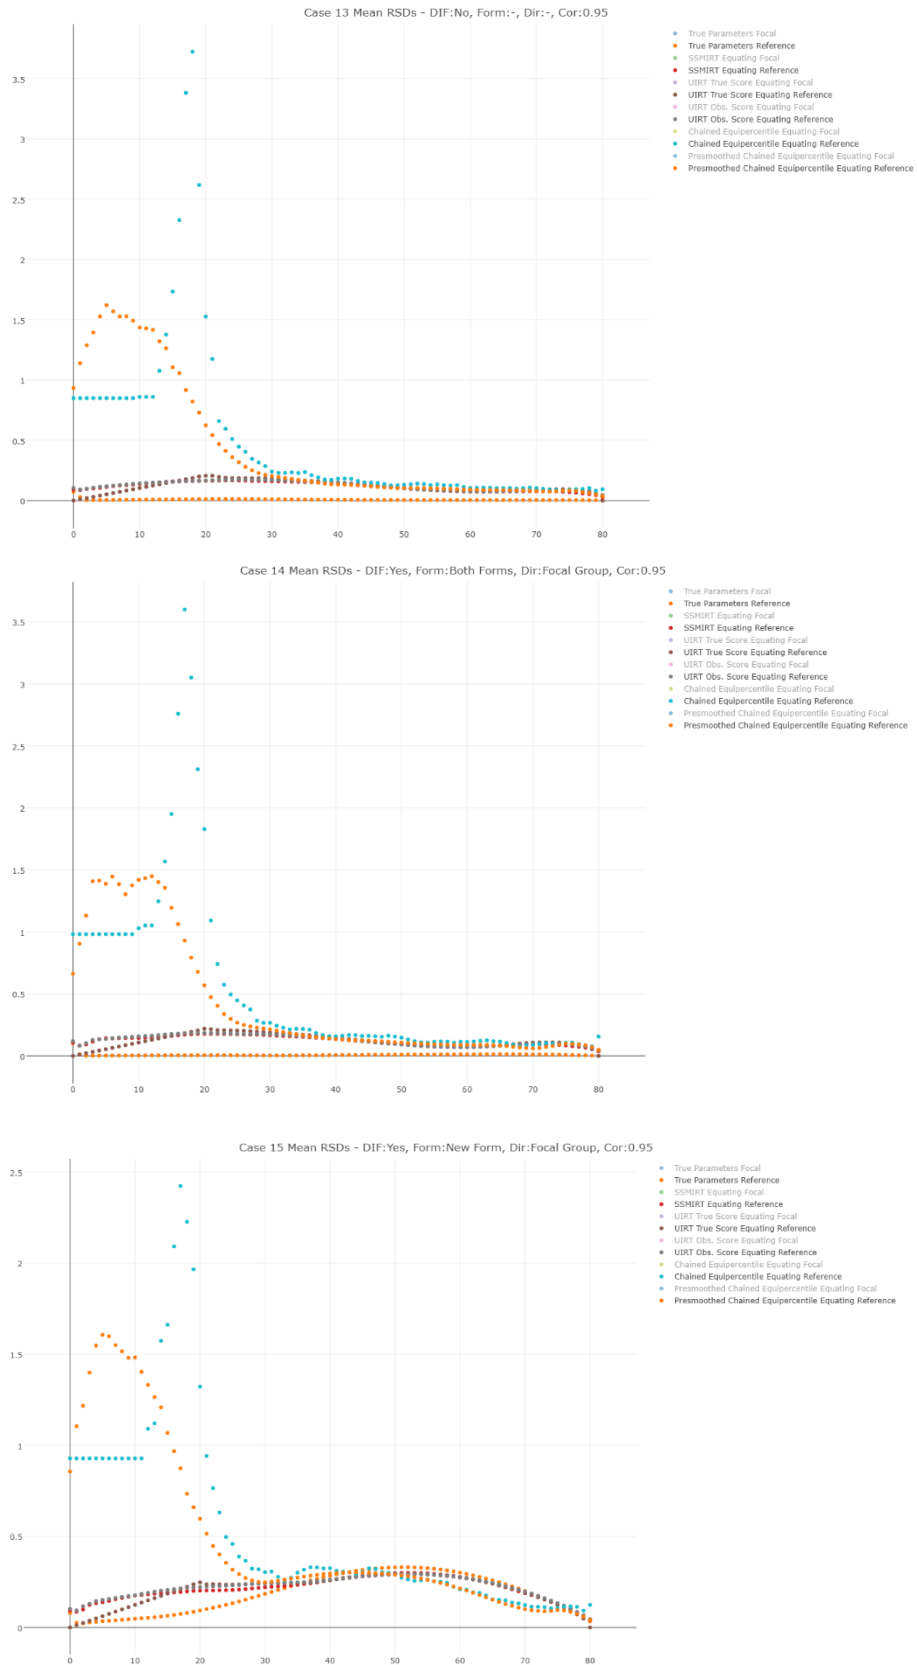 Case 13 Mean RSDs - DIF:No, Form:-, Dir:-, Cor:0.95
True Parameters Focal
True Parameters Reference
SSMIRT Equating Focal
SSMIRT Equating Reference
UIRT True Score Equating Focal
UIRT True Score Equating Reference
UIRT Obs. Score Equating Focal
UIRT Obs. Score Equating Reference
Chained Equipercentile Equating Focal
Chained Equipercentile Equating Reference
Presmoothed Chained Equipercentile Equating Focal
Presmoothed Chained Equipercentile Equating Reference
3.5
3
2.5
2
1.5
1
0.5
0
0 10 20 30 40 50 60 70 80
Case 14 Mean RSDs - DIF:Yes, Form:Both Forms, Dir:Focal Group, Cor:0.95
True Parameters Focal
True Parameters Reference
SSMIRT Equating Focal
SSMIRT Equating Reference
UIRT True Score Equating Focal
UIRT True Score Equating Reference
UIRT Obs. Score Equating Focal
UIRT Obs. Score Equating Reference
Chained Equipercentile Equating Focal
Chained Equipercentile Equating Reference
Presmoothed Chained Equipercentile Equating Focal
Presmoothed Chained Equipercentile Equating Reference
3.5
3
2.5
2
1.5
1
0.5
0
0 10 20 30 40 50 60 70 80
Case 15 Mean RSDs - DIF:Yes, Form:New Form, Dir:Focal Group, Cor:0.95
True Parameters Focal
True Parameters Reference
SSMIRT Equating Focal
SSMIRT Equating Reference
UIRT True Score Equating Focal
UIRT True Score Equating Reference
UIRT Obs. Score Equating Focal
UIRT Obs. Score Equating Reference
Chained Equipercentile Equating Focal
Chained Equipercentile Equating Reference
Presmoothed Chained Equipercentile Equating Focal
Presmoothed Chained Equipercentile Equating Reference
2.5
2
1.5
1
0.5
0
0 10 20 30 40 50 60 70 80